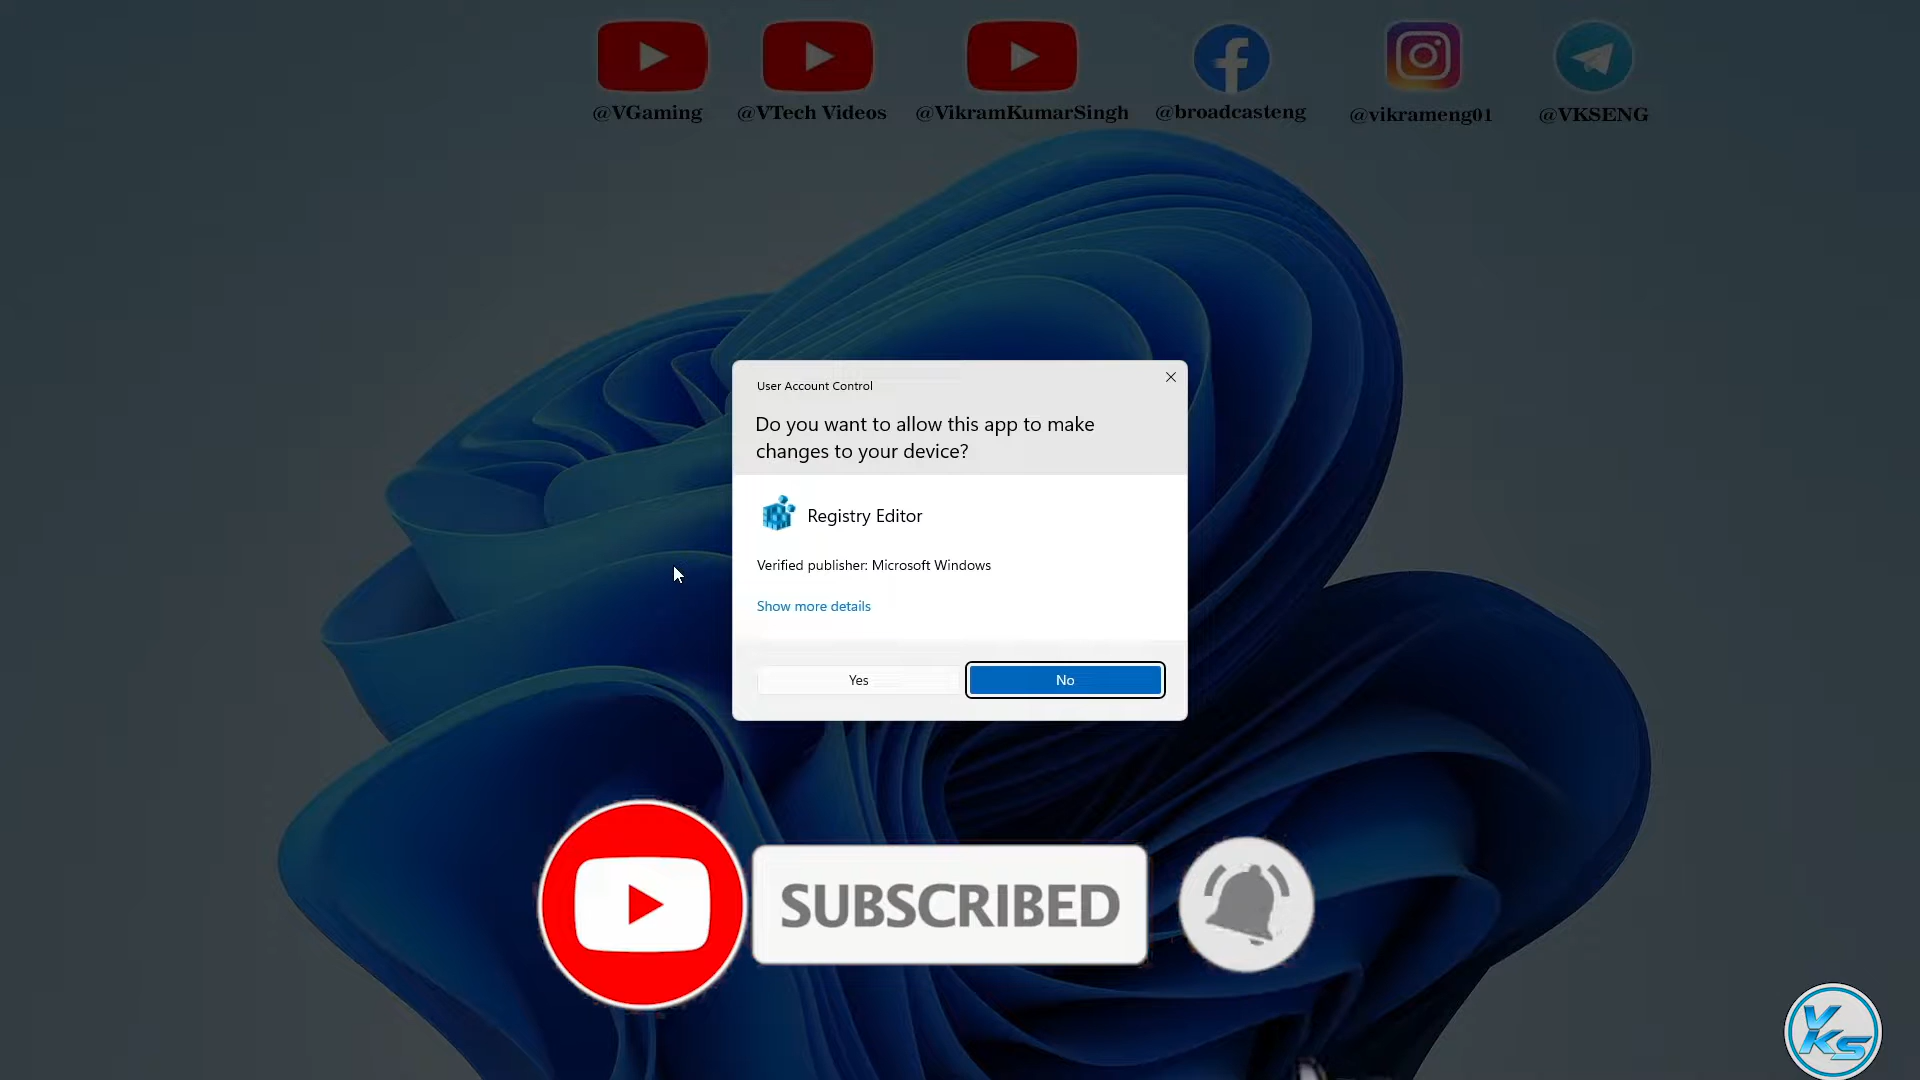 @VGaming @VTech Videos @VikramKumarSingh @broadcasteng @vikrameng01 @VKSENG
User Account Control
Do you want to allow this app to make
changes to your device?
Registry Editor
Verified publisher: Microsoft Windows
Show more details
Yes No
SUBSCRIBED
VKS